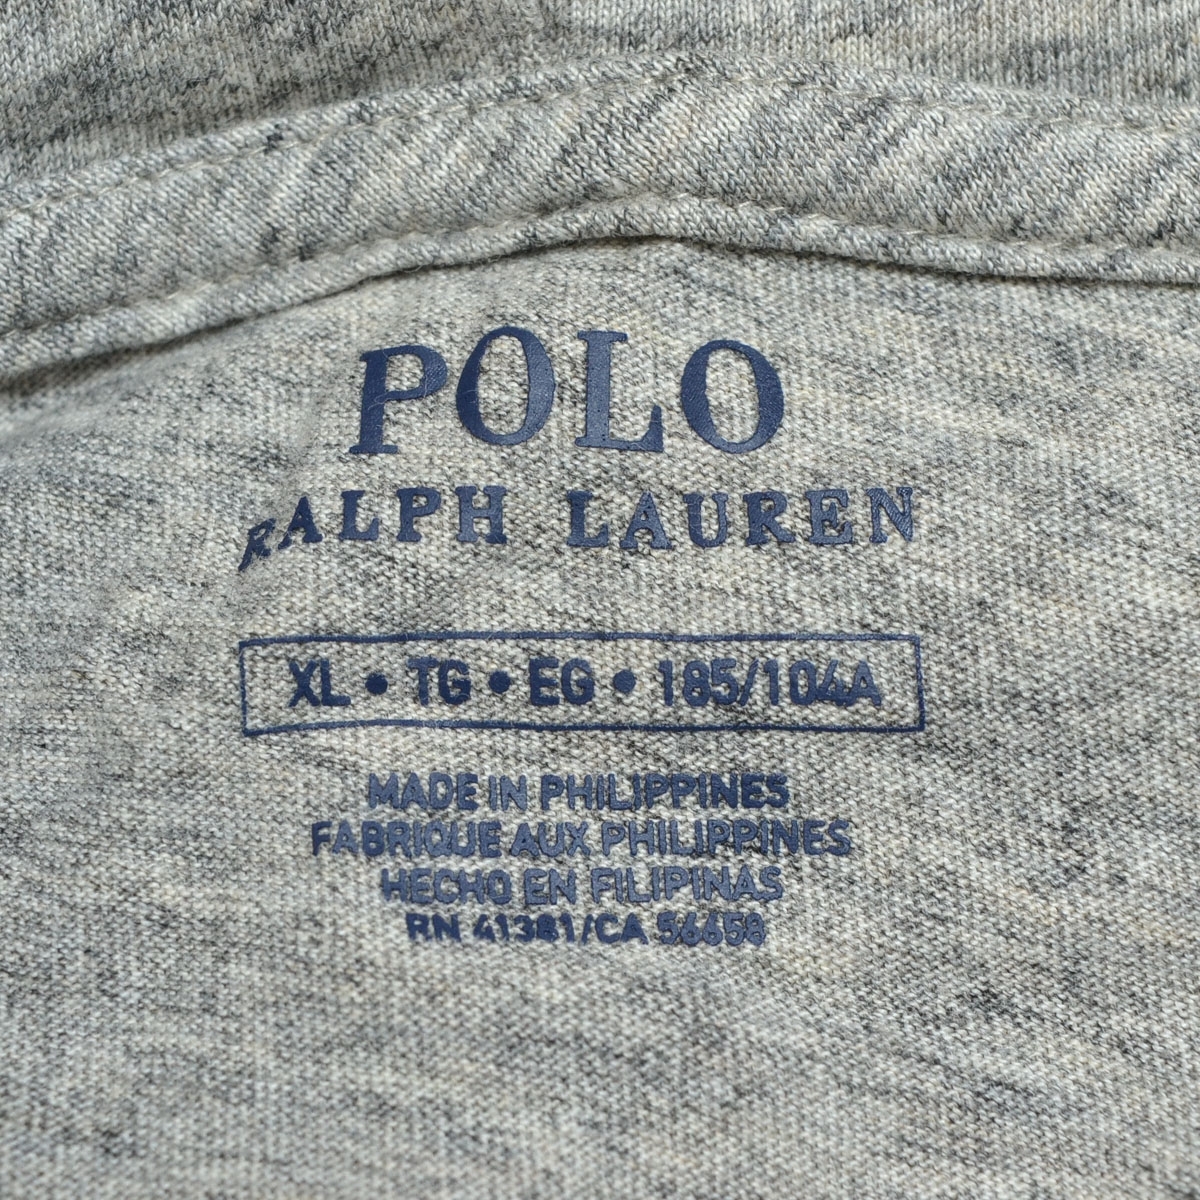 POLO
RALPH LAUREN
XL • TG • EG • 185/104A
MADE IN PHILIPPINES
FABRIQUE AUX PHILIPPINES
HECHO EN FILIPINAS
RN 41381/CA 56658